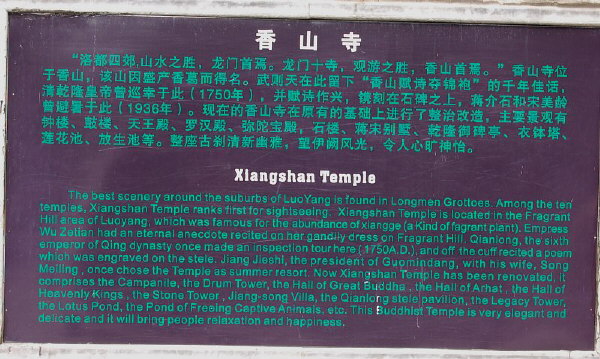 香山寺
“洛都四郊，山水之胜，龙门首焉。龙门十寺，观游之胜，香山首焉。”香山寺位
于香山，该山因盛产香葛而得名。武则天在此留下“香山赋诗夺锦袍”的千年佳话，
清乾隆皇帝曾巡幸于此（1750年），并赋诗作兴，镌刻在石碑之上，蒋介石和宋美龄
曾避暑于此（1936年）。现在的香山寺在原有的基础上进行了整治改造，主要景观有
钟楼、鼓楼、天王殿、罗汉殿、弥陀宝殿，石楼、蒋宋别墅、乾隆御碑亭、衣钵塔、
莲花池、放生池等。整座古刹清新幽雅，望伊阙风光，令人心旷神怡。
Xiangshan Temple
The best scenery around the suburbs of LuoYang is found in Longmen Grottoes. Among the ten
temples, Xiangshan Temple ranks first for sightseeing. Xiangshan Temple is located in the Fragrant
Hill area of Luoyang, which was famous for the abundance of xiangge (a Kind of fagrant plant). Empress
Wu Zetian had an eternal anecdote recited on her gandily dress on Fragrant Hill. Qianlong, the sixth
emperor of Qing dynasty once made an inspection tour here (1750A.D.), and off the cuff recited a poem
which was engraved on the stele. Jiang Jieshi, the president of Guomindang, with his wife, Song
Meiling, once chose the Temple as summer resort. Now Xiangshan Temple has been renovated, it
comprises the Campanile, the Drum Tower, the Hall of Great Buddha, the Hall of Arhat, the Hall of
Heavenly Kings, the Stone Tower, Jiang-song Villa, the Qianlong stele pavilion, the Legacy Tower,
the Lotus Pond, the Pond of Freeing Captive Animals, etc. This Buddhist Temple is very elegant and
delicate and it will bring people relaxation and happiness.